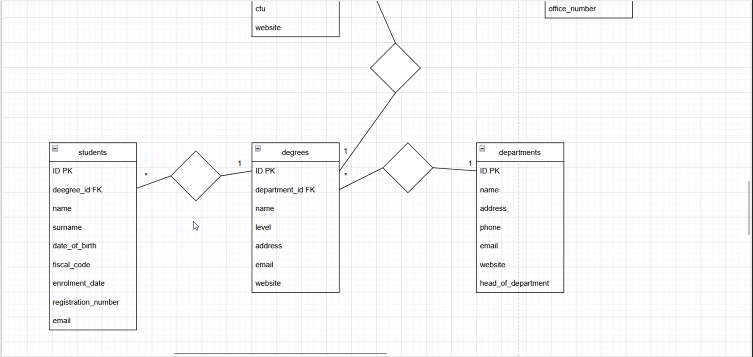 cfu
website
office_number
students
ID PK
deegree_id FK
name
surname
date_of_birth
fiscal_code
enrolment_date
registration_number
email
*
1
degrees
ID PK
department_id FK
name
level
address
email
website
1
*
1
departments
ID PK
name
address
phone
email
website
head_of_department